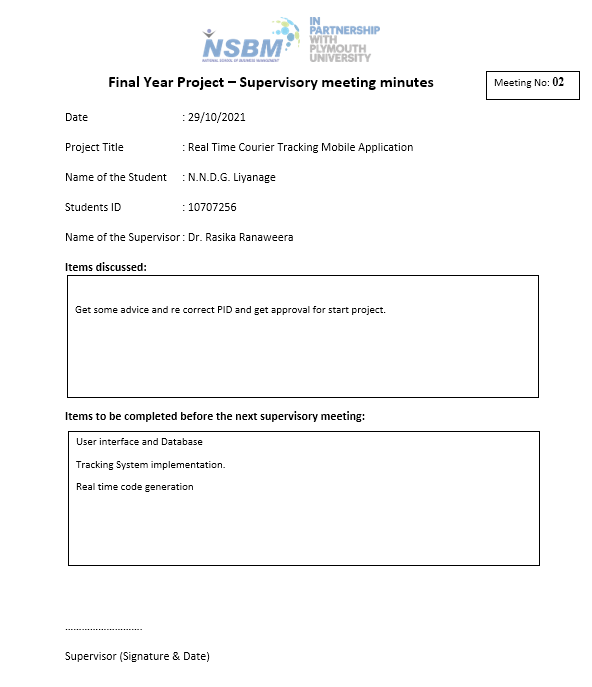 NSBM
NATIONAL SCHOOL OF BUSINESS MANAGEMENT
IN
PARTNERSHIP
WITH
PLYMOUTH
UNIVERSITY
Final Year Project – Supervisory meeting minutes
Meeting No: 02
Date : 29/10/2021
Project Title : Real Time Courier Tracking Mobile Application
Name of the Student : N.N.D.G. Liyanage
Students ID : 10707256
Name of the Supervisor : Dr. Rasika Ranaweera
Items discussed:
Get some advice and re correct PID and get approval for start project.
Items to be completed before the next supervisory meeting:
User interface and Database
Tracking System implementation.
Real time code generation
............................
Supervisor (Signature & Date)